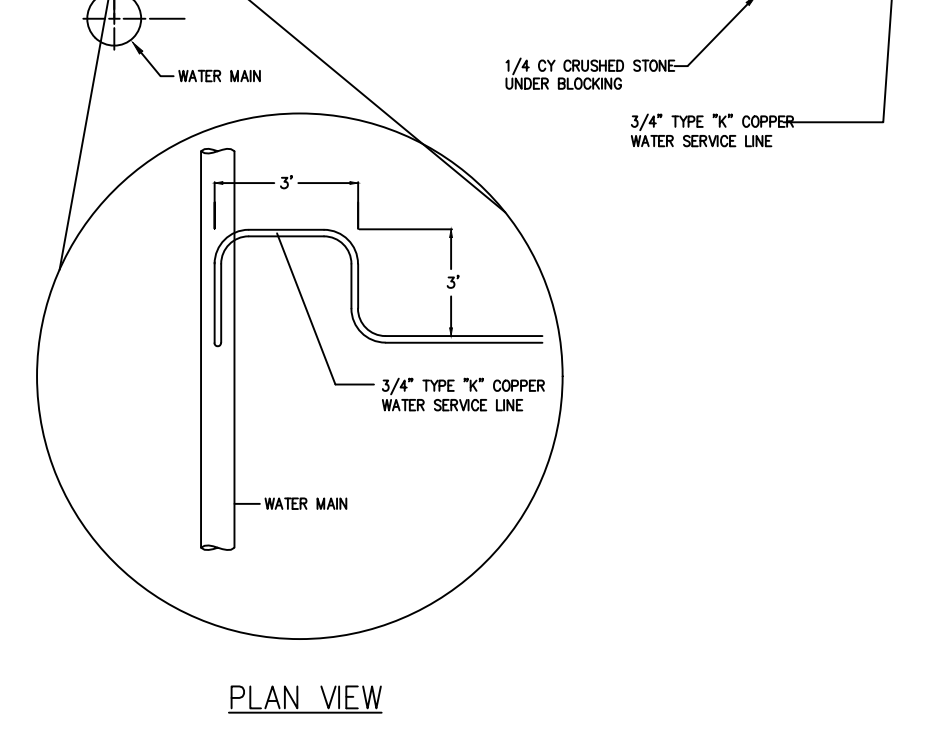 WATER MAIN
1/4 CY CRUSHED STONE
UNDER BLOCKING
3/4" TYPE "K" COPPER
WATER SERVICE LINE
3'
3'
3/4" TYPE "K" COPPER
WATER SERVICE LINE
WATER MAIN
PLAN VIEW